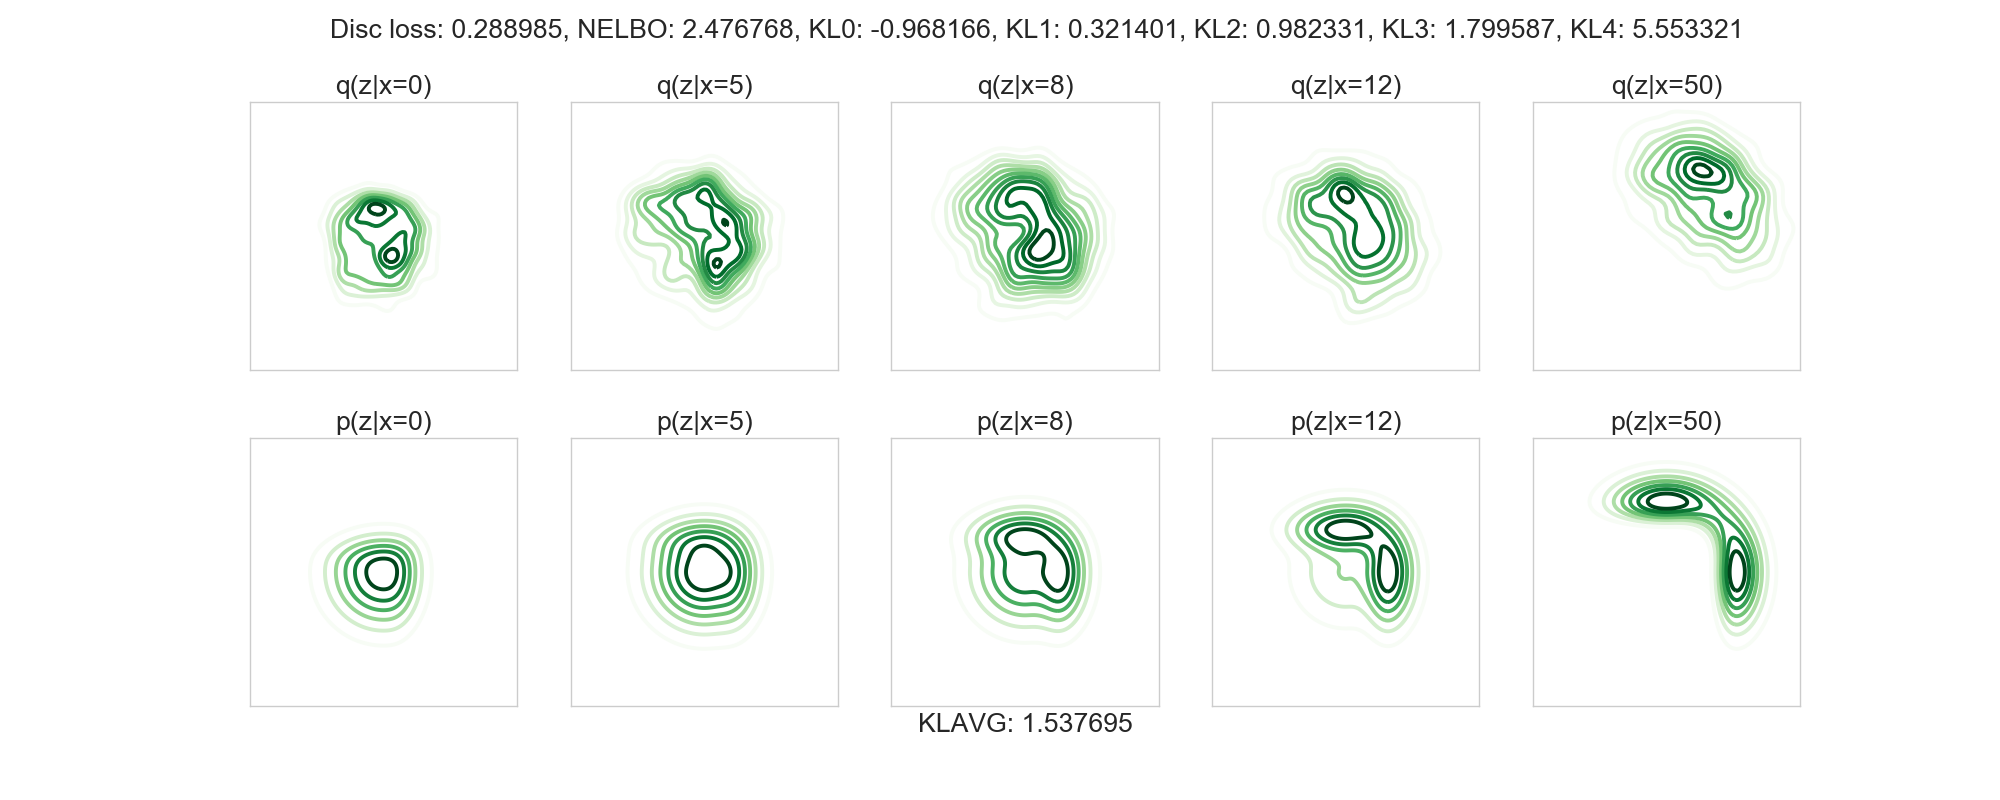 Disc loss: 0.288985, NELBO: 2.476768, KL0: -0.968166, KL1: 0.321401, KL2: 0.982331, KL3: 1.799587, KL4: 5.553321
q(z|x=0) q(z|x=5) q(z|x=8) q(z|x=12) q(z|x=50)
p(z|x=0) p(z|x=5) p(z|x=8) p(z|x=12) p(z|x=50)
KLAVG: 1.537695